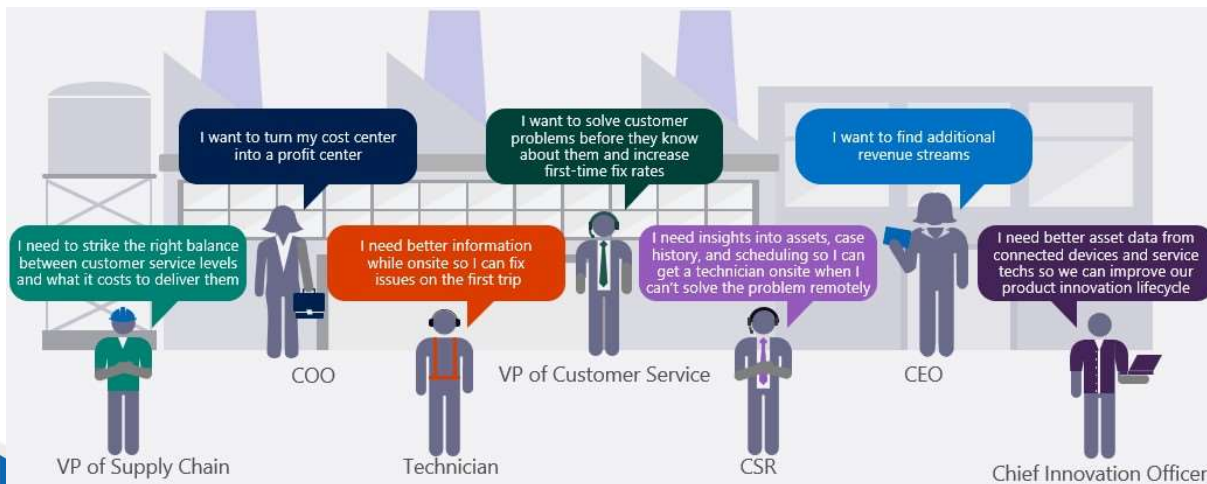 I want to turn my cost center
into a profit center
I want to solve customer
problems before they know
about them and increase
first-time fix rates
I want to find additional
revenue streams
I need to strike the right balance
between customer service levels
and what it costs to deliver them
I need better information
while onsite so I can fix
issues on the first trip
I need insights into assets, case
history, and scheduling so I can
get a technician onsite when I
can't solve the problem remotely
I need better asset data from
connected devices and service
techs so we can improve our
product innovation lifecycle
COO
VP of Customer Service
CEO
VP of Supply Chain
Technician
CSR
Chief Innovation Officer